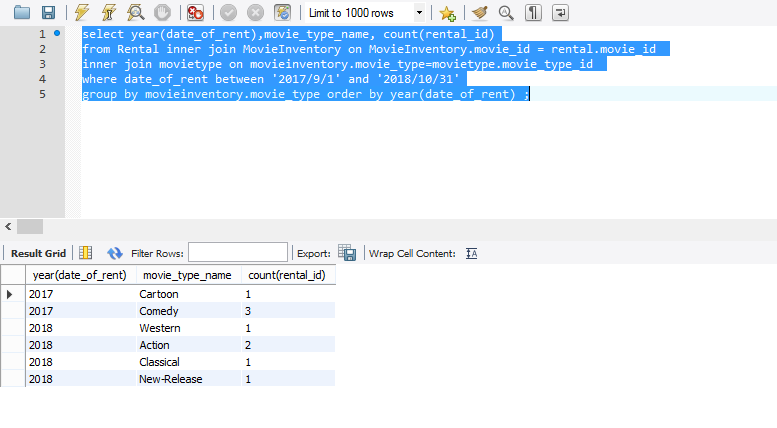 Limit to 1000 rows
1 select year(date_of_rent),movie_type_name, count(rental_id)
2 from Rental inner join MovieInventory on MovieInventory.movie_id = rental.movie_id
3 inner join movietype on movieinventory.movie_type=movietype.movie_type_id
4 where date_of_rent between '2017/9/1' and '2018/10/31'
5 group by movieinventory.movie_type order by year(date_of_rent) ;
Result Grid Filter Rows: Export: Wrap Cell Content:
year(date_of_rent) movie_type_name count(rental_id)
2017 Cartoon 1
2017 Comedy 3
2018 Western 1
2018 Action 2
2018 Classical 1
2018 New-Release 1